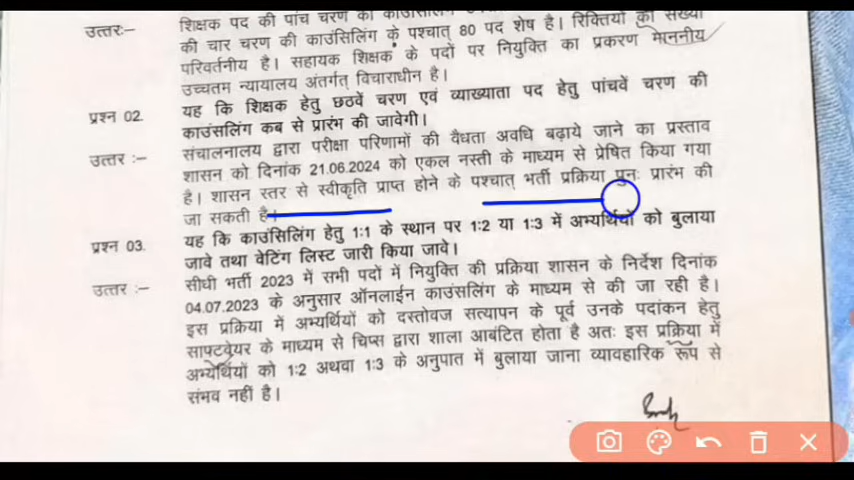 उत्तरः- शिक्षक पद की पांच चरण की काउंसिलिंग
की चार चरण की काउंसिलिंग के पश्चात् 80 पद शेष है। रिक्तियों की संख्या
परिवर्तनीय है। सहायक शिक्षक के पदों पर नियुक्ति का प्रकरण माननीय
उच्चतम न्यायालय अंतर्गत् विचाराधीन है।
प्रश्न 02. यह कि शिक्षक हेतु छठवें चरण एवं व्याख्याता पद हेतु पांचवें चरण की
काउंसलिंग कब से प्रारंभ की जावेगी।
उत्तर :- संचालनालय द्वारा परीक्षा परिणामों की वैधता अवधि बढ़ाये जाने का प्रस्ताव
शासन को दिनांक 21.06.2024 को एकल नस्ती के माध्यम से प्रेषित किया गया
है। शासन स्तर से स्वीकृति प्राप्त होने के पश्चात् भर्ती प्रक्रिया पुनः प्रारंभ की
जा सकती है।
प्रश्न 03. यह कि काउंसिलिंग हेतु 1:1 के स्थान पर 1:2 या 1:3 में अभ्यर्थियों को बुलाया
जावे तथा वेटिंग लिस्ट जारी किया जावे।
उत्तर :- सीधी भर्ती 2023 में सभी पदों में नियुक्ति की प्रक्रिया शासन के निर्देश दिनांक
04.07.2023 के अनुसार ऑनलाईन काउंसलिंग के माध्यम से की जा रही है।
इस प्रक्रिया में अभ्यर्थियों को दस्तोवज सत्यापन के पूर्व उनके पदांकन हेतु
साफ्टवेयर के माध्यम से चिप्स द्वारा शाला आबंटित होता है अतः इस प्रक्रिया में
अभ्यर्थियों को 1:2 अथवा 1:3 के अनुपात में बुलाया जाना व्यावहारिक रूप से
संभव नहीं है।